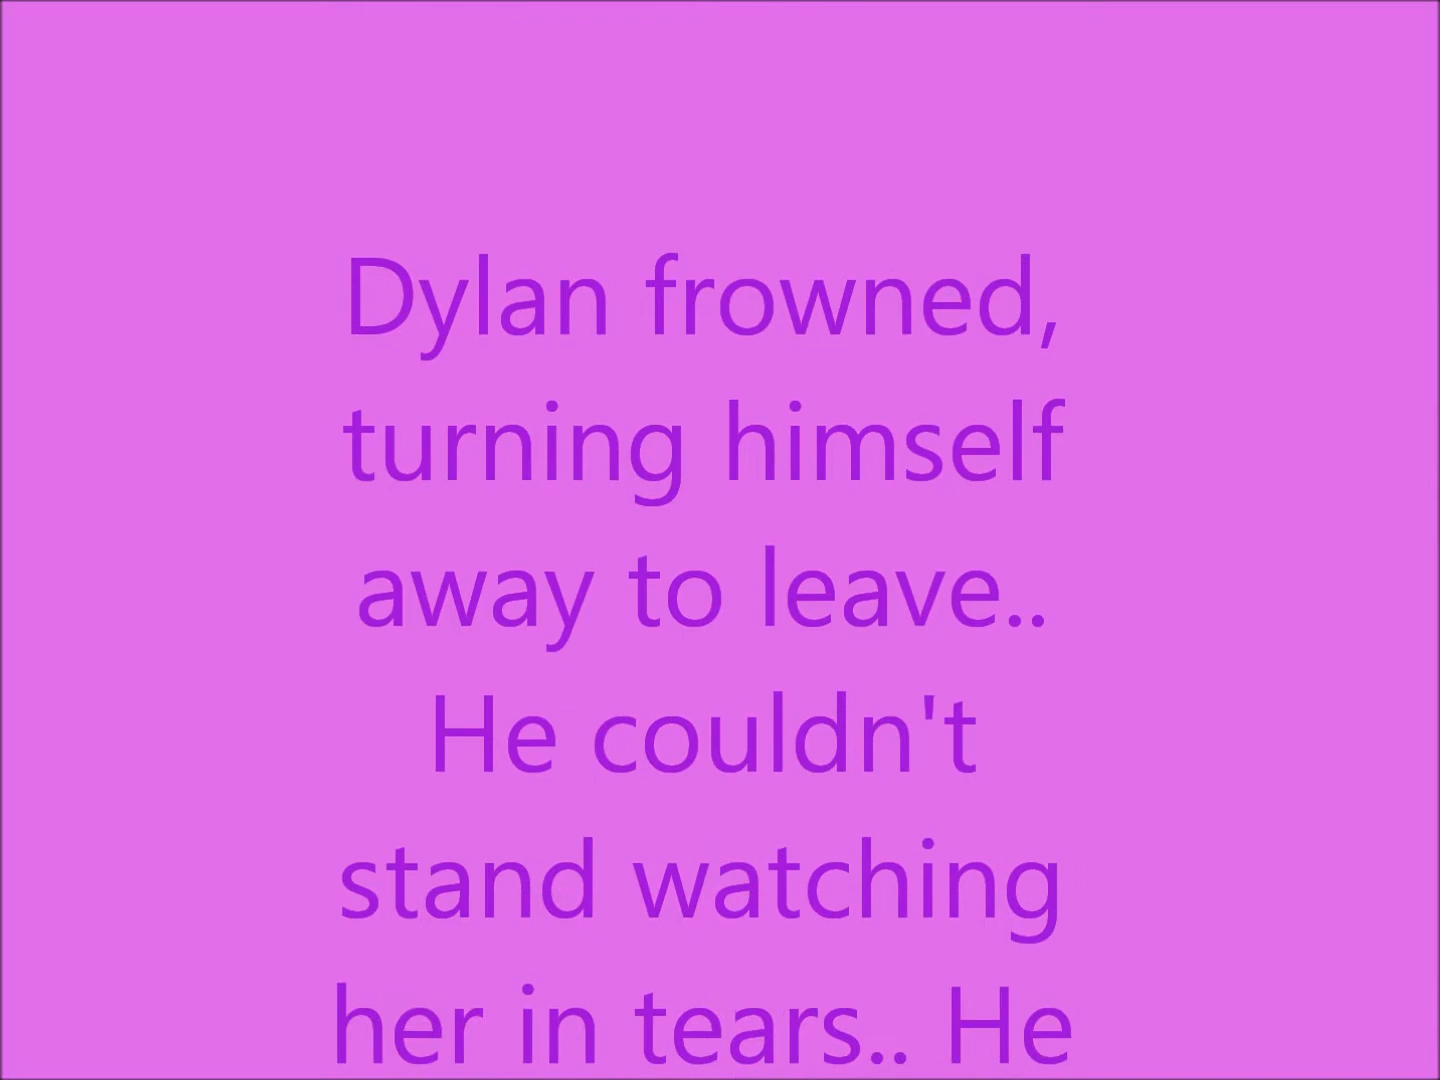 Dylan frowned,
turning himself
away to leave..
He couldn't
stand watching
her in tears.. He